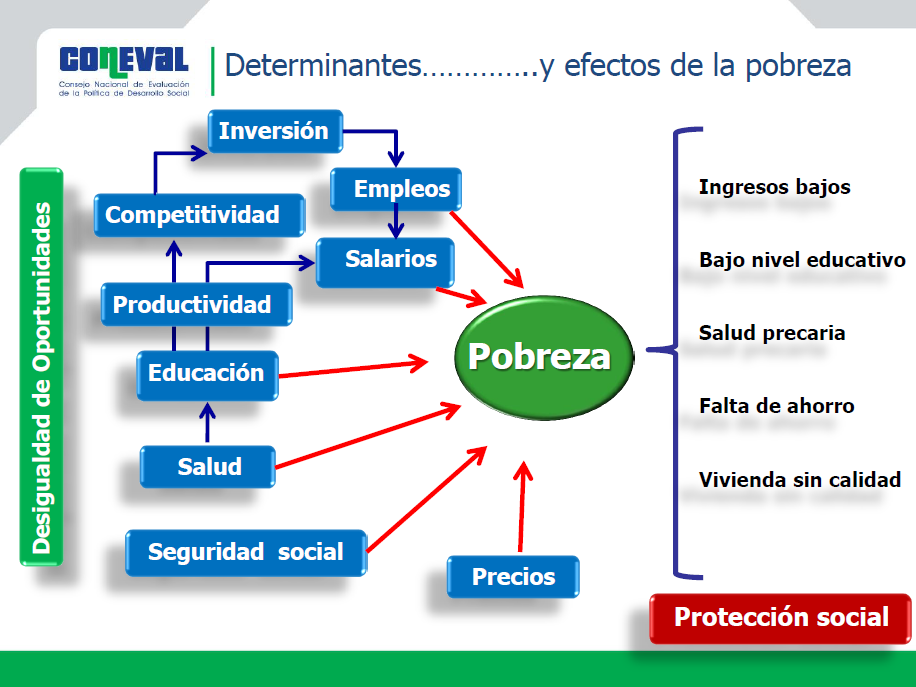 CONEVAL
Consejo Nacional de Evaluación
de la Política de Desarrollo Social
Determinantes…………..y efectos de la pobreza
Desigualdad de Oportunidades
Inversión
Empleos
Competitividad
Salarios
Productividad
Educación
Salud
Seguridad social
Precios
Pobreza
Ingresos bajos
Bajo nivel educativo
Salud precaria
Falta de ahorro
Vivienda sin calidad
Protección social